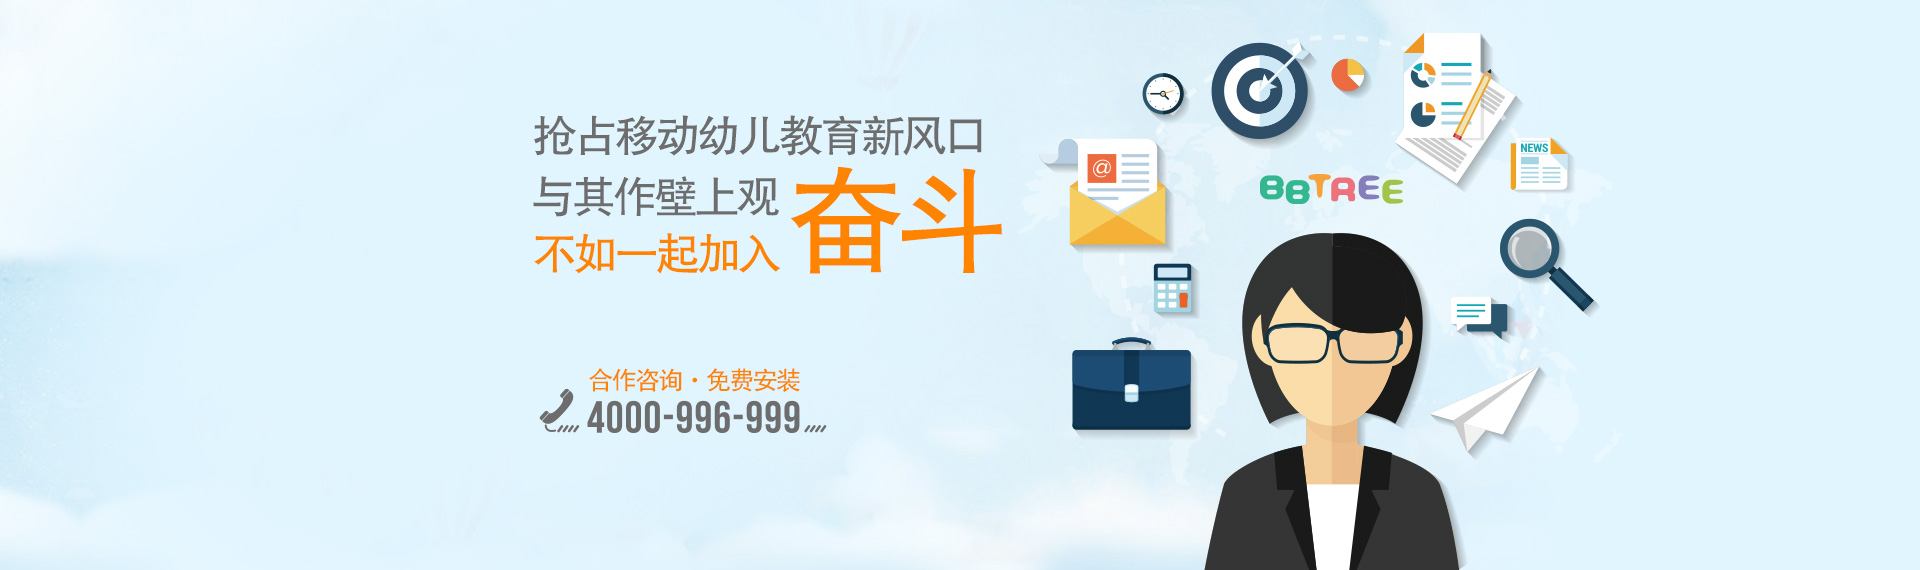 抢占移动幼儿教育新风口
与其作壁上观
不如一起加入 奋斗
合作咨询·免费安装
4000-996-999
BBTREE
@
NEWS